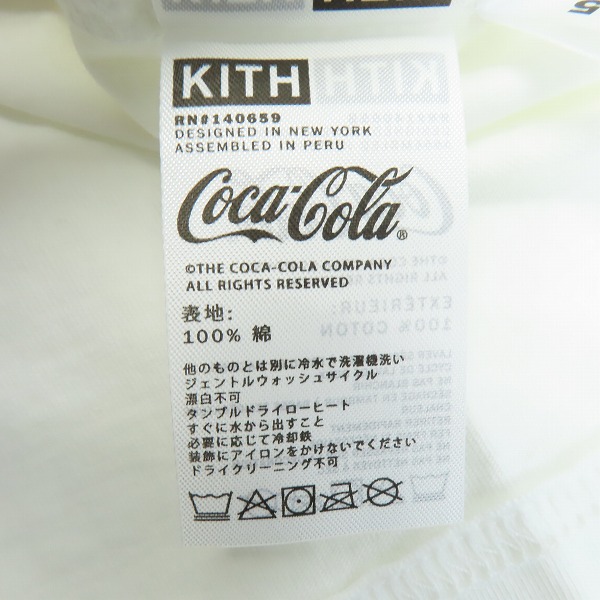 KITH
RN#140659
DESIGNED IN NEW YORK
ASSEMBLED IN PERU
Coca-Cola®
©THE COCA-COLA COMPANY
ALL RIGHTS RESERVED
表地:
100% 綿
他のものとは別に冷水で洗濯機洗い
ジェントルウォッシュサイクル
漂白不可
タンブルドライローヒート
すぐに水から出すこと
必要に応じて冷却鉄
装飾にアイロンをかけないでください
ドライクリーニング不可